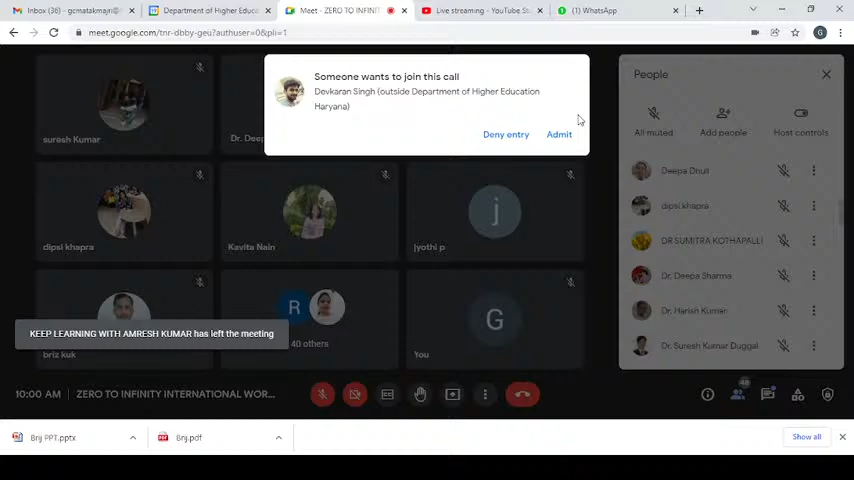 Inbox (36) - gcmatakmajri@
Department of Higher Educa
Meet - ZERO TO INFINIT
Live streaming - YouTube St
(1) WhatsApp
meet.google.com/tnr-dbby-geu?authuser=0&pli=1
G
Someone wants to join this call
Devkaran Singh (outside Department of Higher Education
Haryana)
Deny entry
Admit
suresh Kumar
Dr. Deep
dipsi khapra
Kavita Nain
j
jyothi p
briz kuk
R
40 others
G
You
KEEP LEARNING WITH AMRESH KUMAR has left the meeting
People
All muted
Add people
Host controls
Deepa Dhull
dipsi khapra
DR SUMITRA KOTHAPALLI
Dr. Deepa Sharma
Dr. Harish Kumar
Dr. Suresh Kumar Duggal
10:00 AM | ZERO TO INFINITY INTERNATIONAL WOR...
48
Brij PPT.pptx
Brij.pdf
Show all